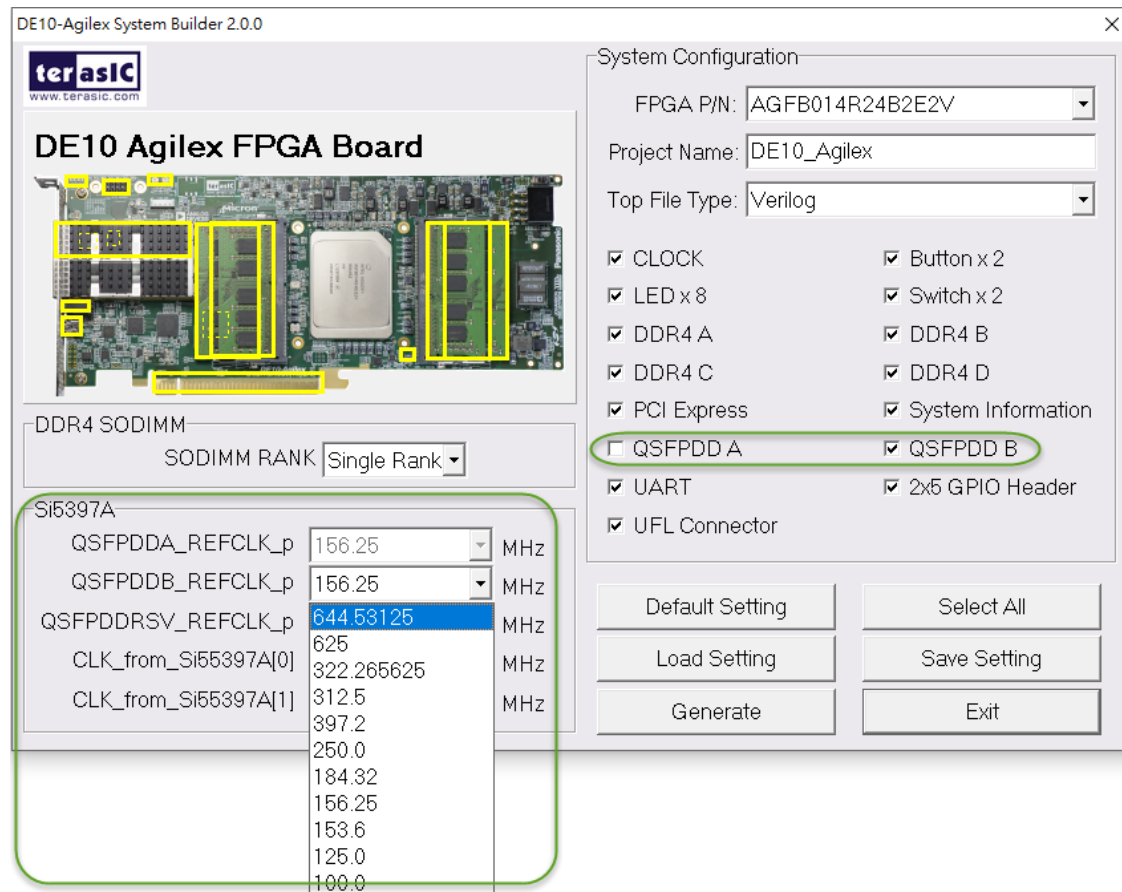 DE10-Agilex System Builder 2.0.0
terasIC
www.terasic.com
DE10 Agilex FPGA Board
DDR4 SODIMM
SODIMM RANK Single Rank
Si5397A
QSFPDDA_REFCLK_p 156.25 MHz
QSFPDDB_REFCLK_p 156.25 MHz
QSFPDDRSV_REFCLK_p MHz
CLK_from_Si55397A[0] MHz
CLK_from_Si55397A[1] MHz
644.53125
625
322.265625
312.5
397.2
250.0
184.32
156.25
153.6
125.0
100.0
System Configuration
FPGA P/N: AGFB014R24B2E2V
Project Name: DE10_Agilex
Top File Type: Verilog
CLOCK Button x 2
LED x 8 Switch x 2
DDR4 A DDR4 B
DDR4 C DDR4 D
PCI Express System Information
QSFPDD A QSFPDD B
UART 2x5 GPIO Header
UFL Connector
Default Setting Select All
Load Setting Save Setting
Generate Exit